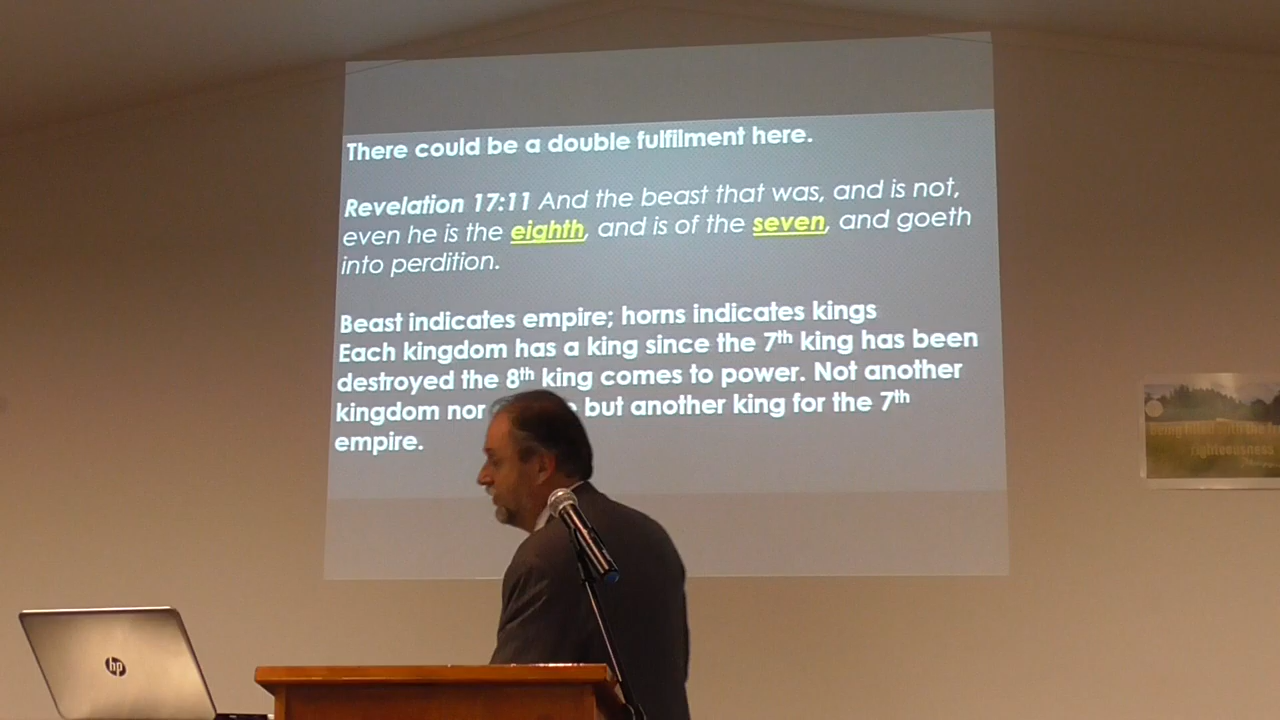 There could be a double fulfilment here.
Revelation 17:11 And the beast that was, and is not,
even he is the eighth, and is of the seven, and goeth
into perdition.
Beast indicates empire; horns indicates kings
Each kingdom has a king since the 7th king has been
destroyed the 8th king comes to power. Not another
kingdom nor but another king for the 7th
empire.
righteousness
hp